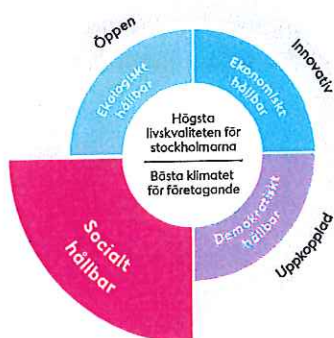 Öppen
Innovativ
Ekologiskt
hållbar
Ekonomiskt
hållbar
Högsta
livskvaliteten för
stockholmarna
Bästa klimatet
för företagande
Socialt
hållbar
Demokratiskt
hållbar
Uppkopplad